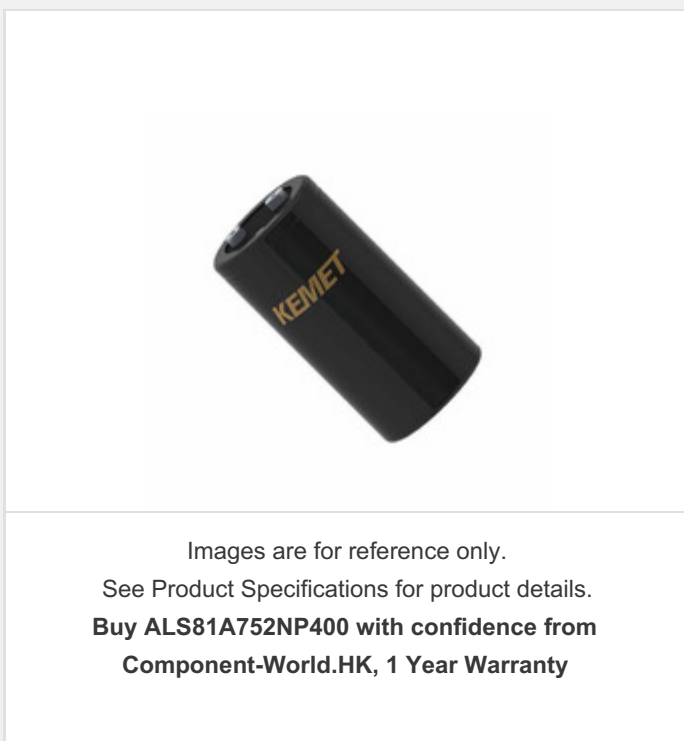 KEMET
Images are for reference only.
See Product Specifications for product details.
Buy ALS81A752NP400 with confidence from
Component-World.HK, 1 Year Warranty